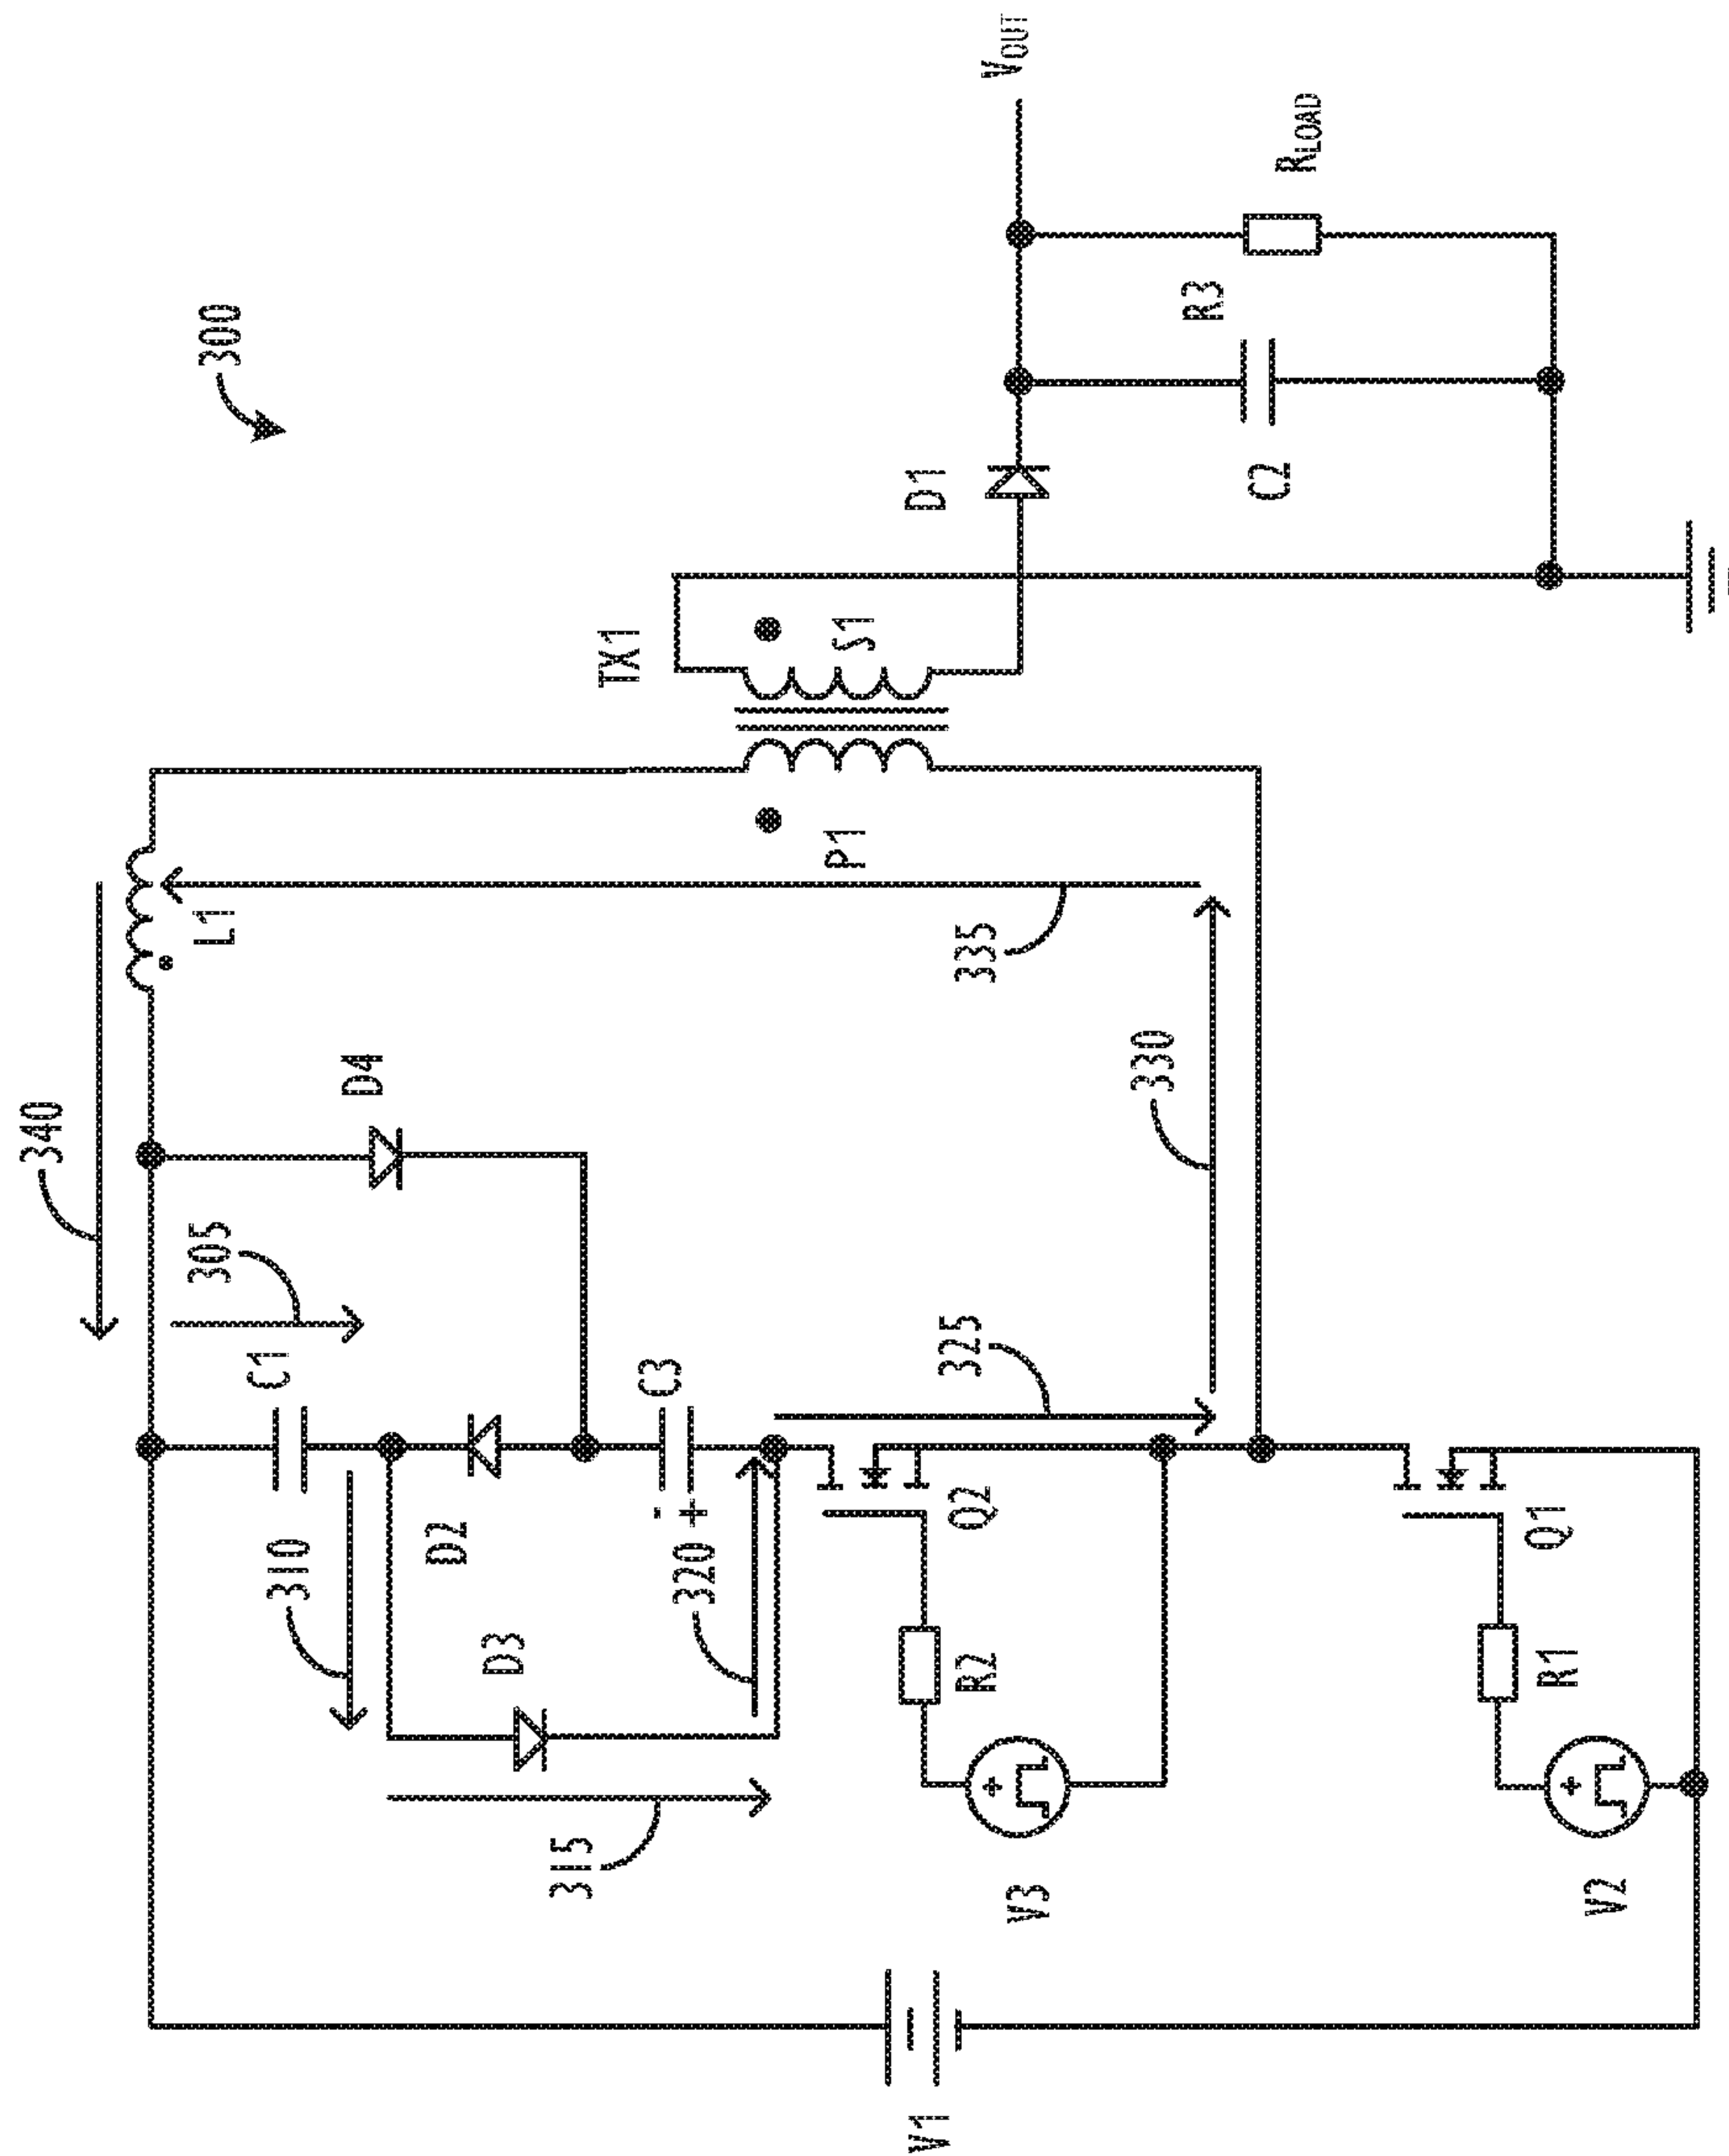 300
340
L1
TX1
VOUT
D4
305
C1
310
D2
D3
315
C3
- +
320
325
330
335
P1
S1
D1
R3
RLOAD
C2
Q2
R2
V3
+
Q1
R1
V2
+
V1